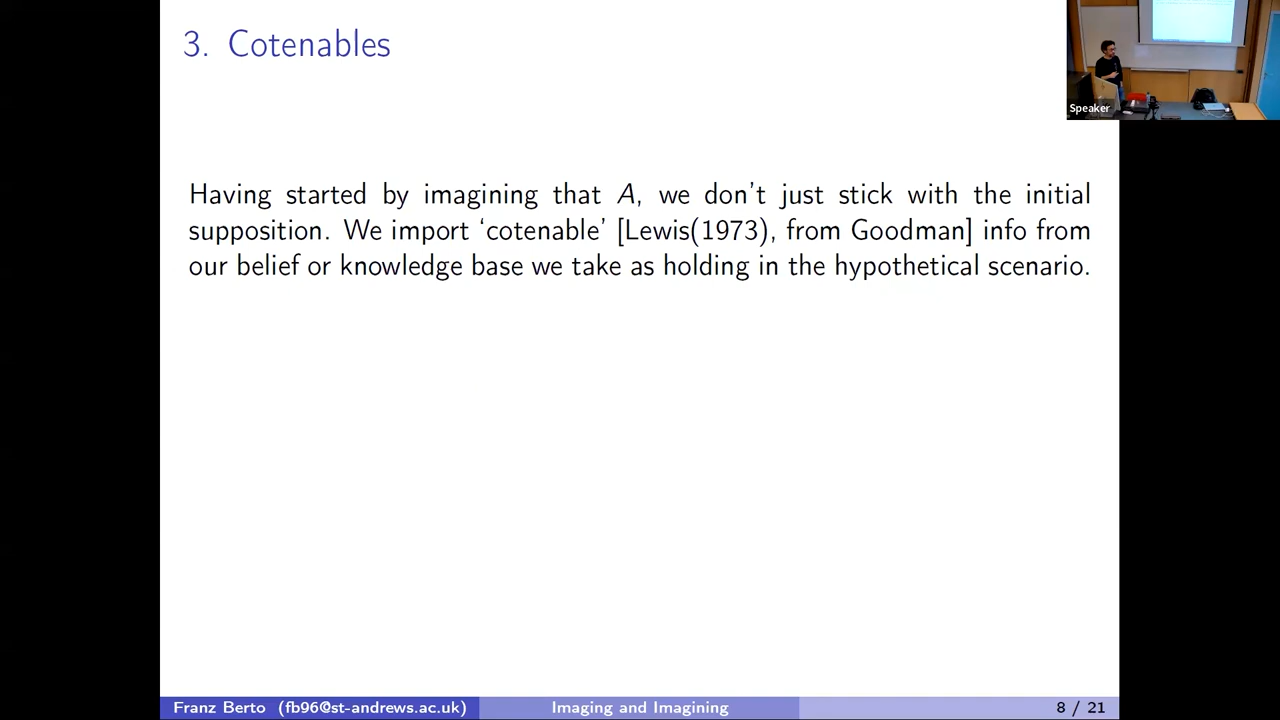 3. Cotenables
Speaker
Having started by imagining that A, we don't just stick with the initial
supposition. We import ‘cotenable’ [Lewis(1973), from Goodman] info from
our belief or knowledge base we take as holding in the hypothetical scenario.
Franz Berto (fb96@st-andrews.ac.uk)
Imaging and Imagining
8 / 21